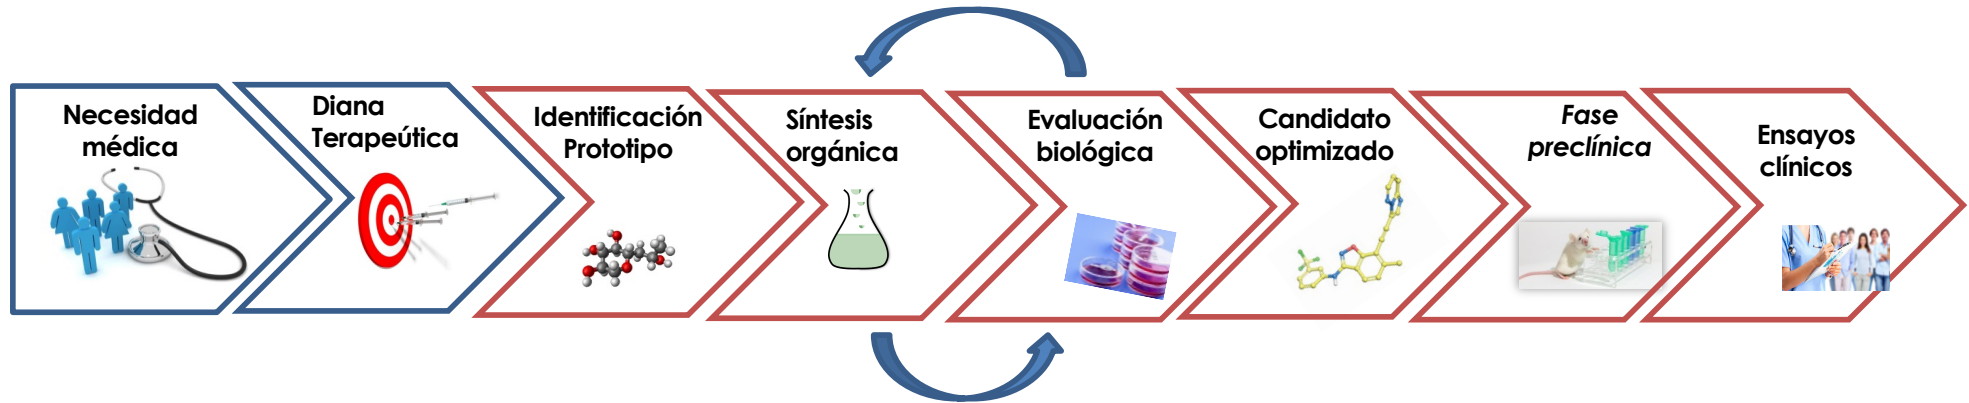 Necesidad
médica
Diana
Terapeútica
Identificación
Prototipo
Síntesis
orgánica
Evaluación
biológica
Candidato
optimizado
Fase
preclínica
Ensayos
clínicos